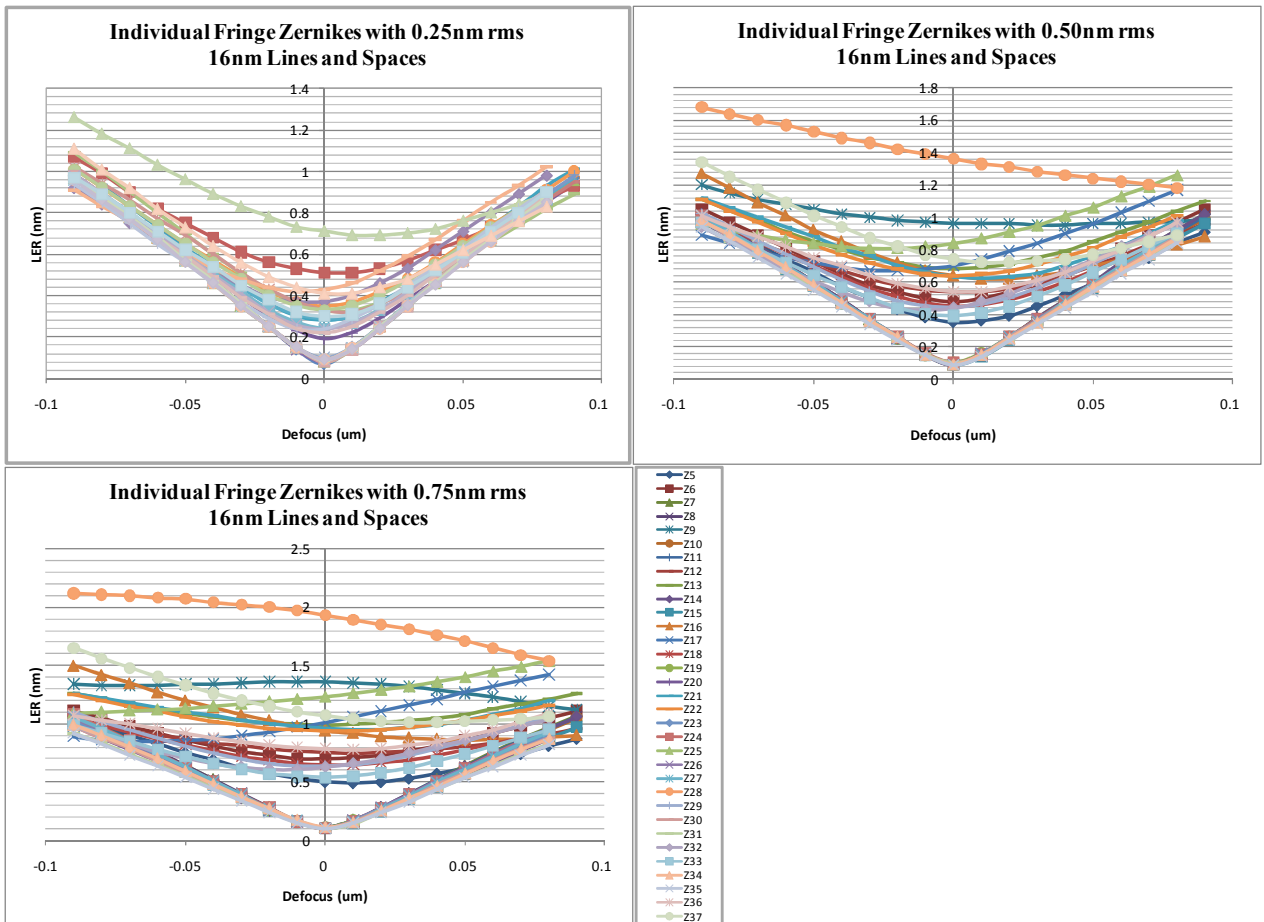 Individual Fringe Zernikes with 0.25nm rms
16nm Lines and Spaces
LER (nm)
1.4
1.2
1
0.8
0.6
0.4
0.2
0
-0.1
-0.05
0
0.05
0.1
Defocus (um)
Individual Fringe Zernikes with 0.50nm rms
16nm Lines and Spaces
LER (nm)
1.8
1.6
1.4
1.2
1
0.8
0.6
0.4
0.2
0
-0.1
-0.05
0
0.05
0.1
Defocus (um)
Individual Fringe Zernikes with 0.75nm rms
16nm Lines and Spaces
LER (nm)
2.5
2
1.5
1
0.5
0
-0.1
-0.05
0
0.05
0.1
Defocus (um)
Z5
Z6
Z7
Z8
Z9
Z10
Z11
Z12
Z13
Z14
Z15
Z16
Z17
Z18
Z19
Z20
Z21
Z22
Z23
Z24
Z25
Z26
Z27
Z28
Z29
Z30
Z31
Z32
Z33
Z34
Z35
Z36
Z37